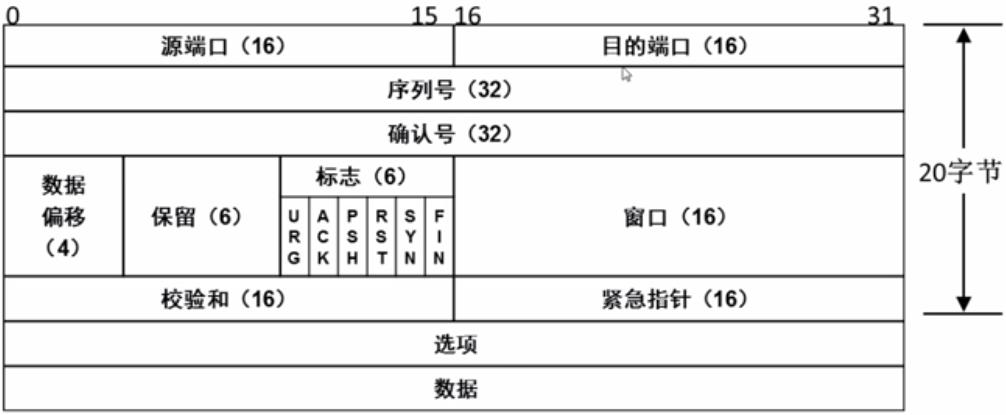 0 15 16 31
源端口（16） 目的端口（16）
序列号（32）
确认号（32）
数据
偏移
（4）
保留（6）
标志（6）
URG ACK PSH RST SYN FIN
窗口（16）
校验和（16） 紧急指针（16）
选项
数据
20字节